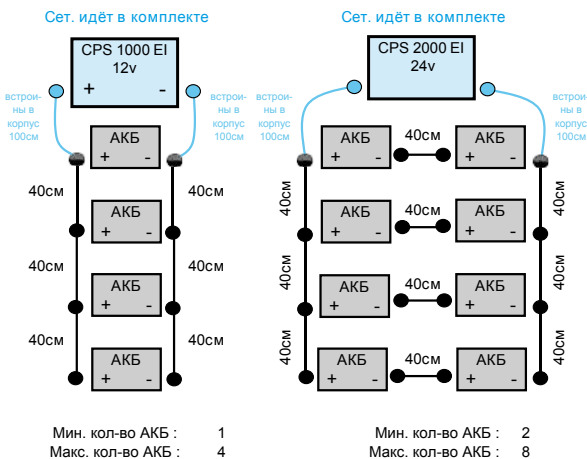 Сет. идёт в комплекте
CPS 1000 EI
12v
+ -
встрои-
ны в
корпус
100см
встрои-
ны в
корпус
100см
АКБ
+ -
40см
40см
АКБ
+ -
40см
40см
АКБ
+ -
40см
40см
АКБ
+ -
Мин. кол-во АКБ : 1
Макс. кол-во АКБ : 4
Сет. идёт в комплекте
CPS 2000 EI
24v
встрои-
ны в
корпус
100см
встрои-
ны в
корпус
100см
АКБ
+ -
40см
АКБ
+ -
40см
40см
АКБ
+ -
40см
АКБ
+ -
40см
40см
АКБ
+ -
40см
АКБ
+ -
40см
40см
АКБ
+ -
40см
АКБ
+ -
Мин. кол-во АКБ : 2
Макс. кол-во АКБ : 8